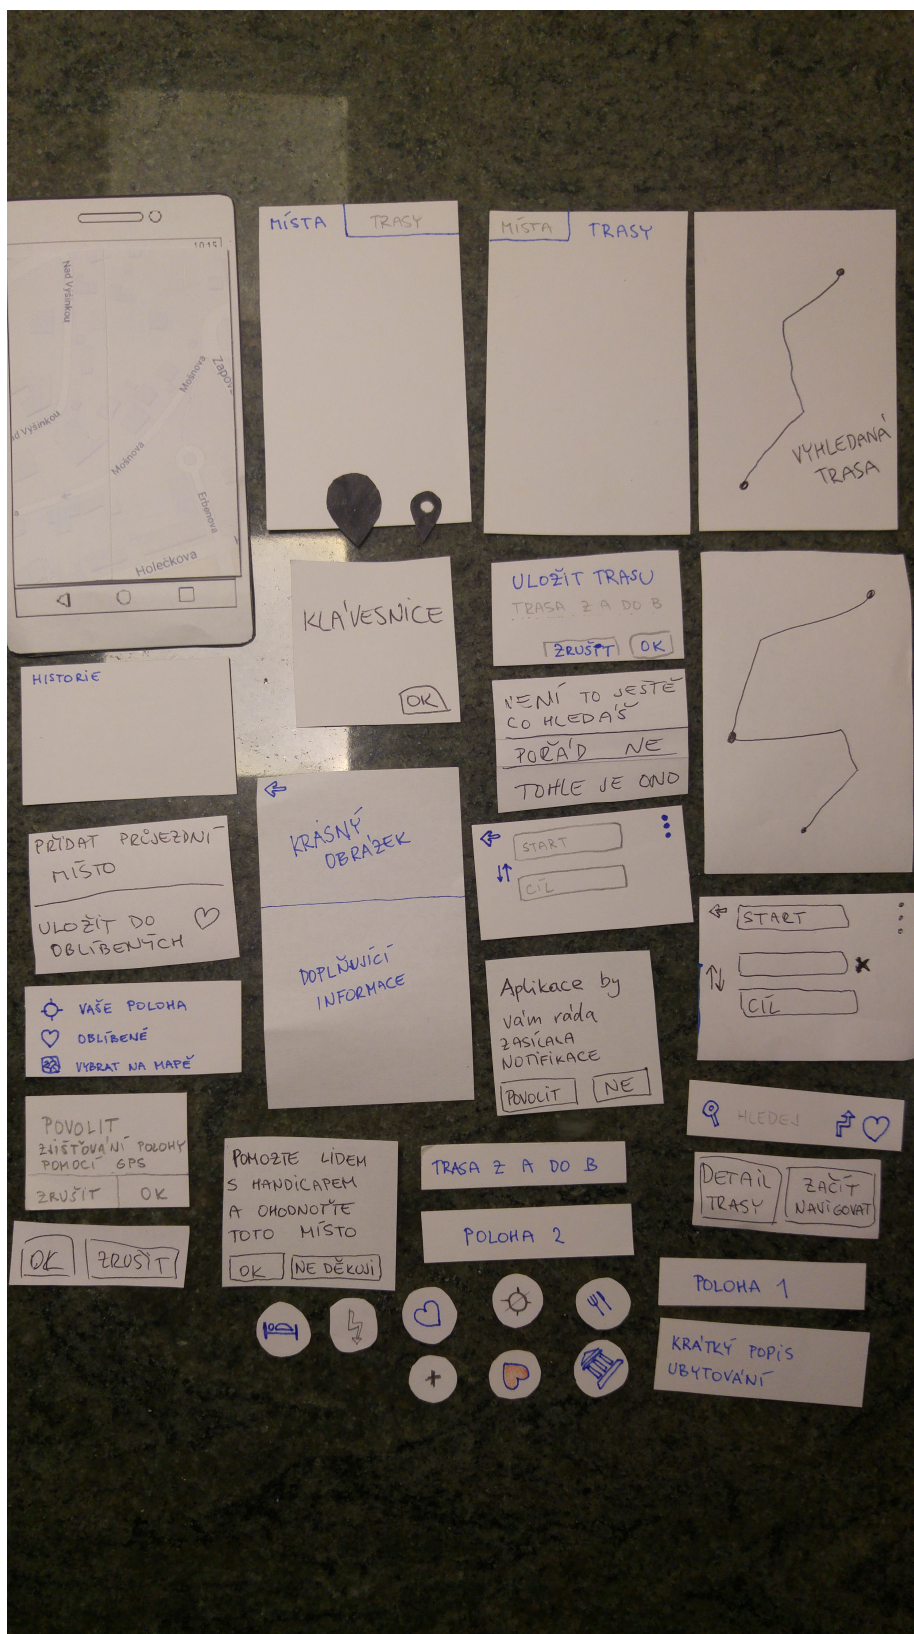 10:15
Nad Výšinkou
Mošnova
Zapov
ad Výšinkou
Mošnova
Erbenova
Holečkova
MÍSTA
TRASY
MÍSTA
TRASY
VYHLEDANÁ
TRASA
KLÁVESNICE
OK
ULOŽIT TRASU
TRASA Z A DO B
ZRUŠIT
OK
HISTORIE
NENÍ TO JEŠTĚ
CO HLEDÁŠ
POŘÁD NE
TOHLE JE ONO
PŘIDAT PRŮJEZDNÍ
MÍSTO
ULOŽIT DO
OBLÍBENÝCH
KRÁSNÝ
OBRÁZEK
DOPLŇUJÍCÍ
INFORMACE
START
CÍL
START
CÍL
VAŠE POLOHA
OBLÍBENÉ
VYBRAT NA MAPĚ
Aplikace by
vám ráda
ZASÍLALA
NOTIFIKACE
POVOLIT
NE
HLEDEJ
POVOLIT
ZJIŠŤOVÁNÍ POLOHY
POMOCÍ GPS
ZRUŠIT
OK
POMOZTE LIDEM
S HANDICAPEM
A OHODNOŤTE
TOTO MÍSTO
OK
NE DĚKUJI
TRASA Z A DO B
DETAIL
TRASY
ZAČÍT
NAVIGOVAT
OK
ZRUŠIT
POLOHA 2
POLOHA 1
KRÁTKÝ POPIS
UBYTOVÁNÍ